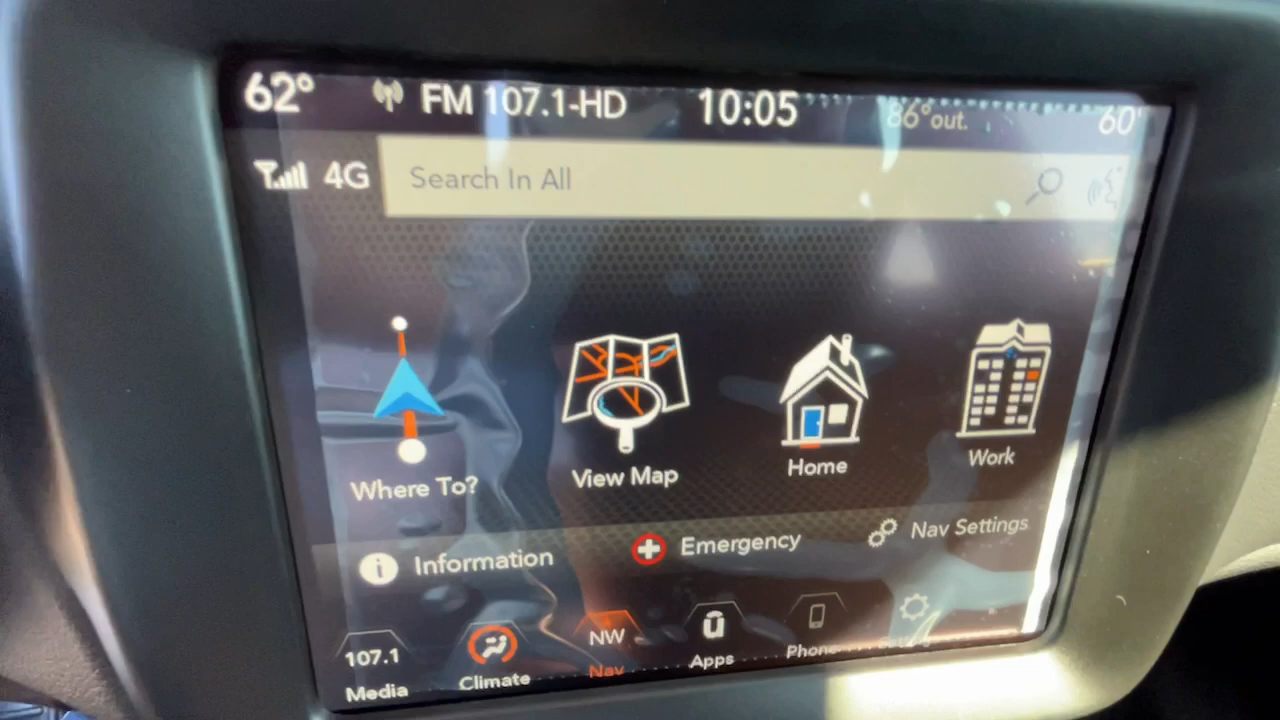 62° FM 107.1-HD 10:05 86° out. 60°
4G Search In All
Where To? View Map Home Work
Information Emergency Nav Settings
107.1 NW
Media Climate Nav Apps Phone